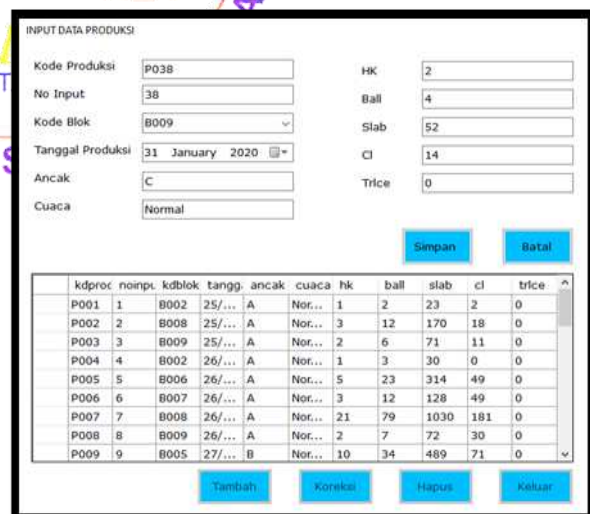 INPUT DATA PRODUKSI
Kode Produksi P038
No Input 38
Kode Blok B009
Tanggal Produksi 31 January 2020
Ancak C
Cuaca Normal
HK 2
Ball 4
Slab 52
Cl 14
Trlce 0
Simpan Batal
kdproc noinpu kdblok tangg. ancak cuaca hk ball slab cl trlce
P001 1 B002 25/... A Nor... 1 2 23 2 0
P002 2 B008 25/... A Nor... 3 12 170 18 0
P003 3 B009 25/... A Nor... 2 6 71 11 0
P004 4 B002 26/... A Nor... 1 3 30 0 0
P005 5 B006 26/... A Nor... 5 23 314 49 0
P006 6 B007 26/... A Nor... 3 12 128 49 0
P007 7 B008 26/... A Nor... 21 79 1030 181 0
P008 8 B009 26/... A Nor... 2 7 72 30 0
P009 9 B005 27/... B Nor... 10 34 489 71 0
Tambah Koreksi Hapus Keluar